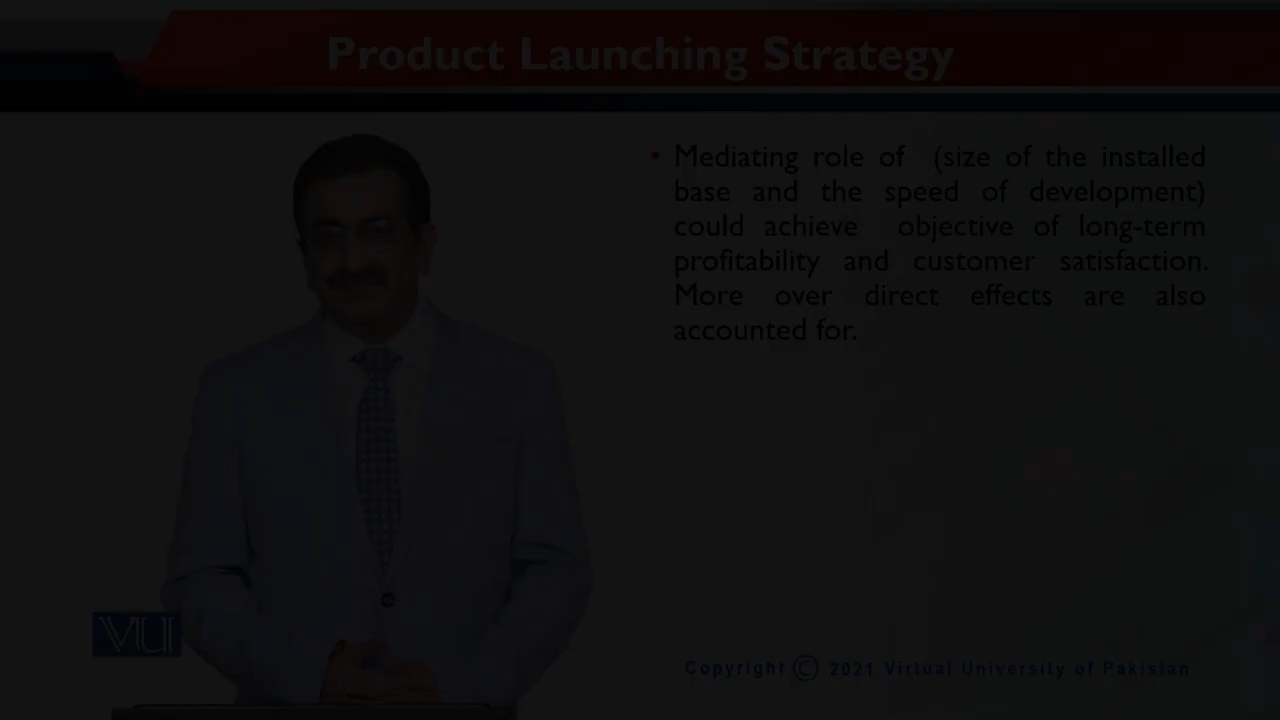 Product Launching Strategy
• Mediating role of (size of the installed
base and the speed of development)
could achieve objective of long-term
profitability and customer satisfaction.
More over direct effects are also
accounted for.
VU
Copyright © 2021 Virtual University of Pakistan